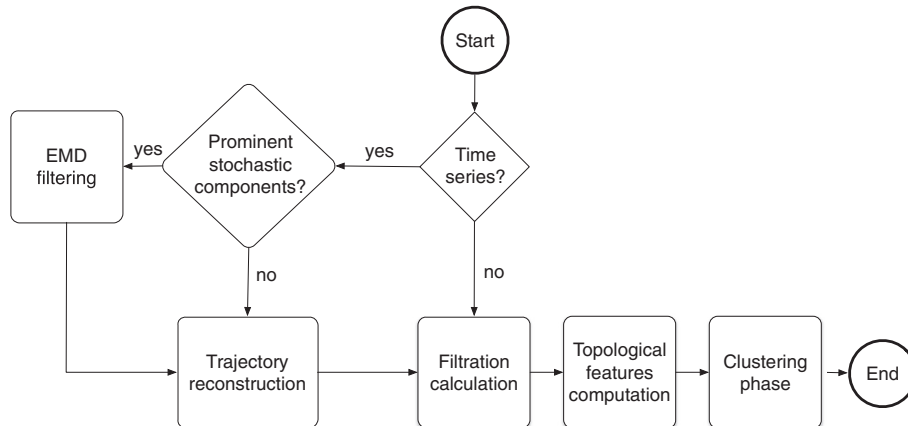 Start
Time
series?
yes
Prominent
stochastic
components?
yes
EMD
filtering
no
no
Trajectory
reconstruction
Filtration
calculation
Topological
features
computation
Clustering
phase
End